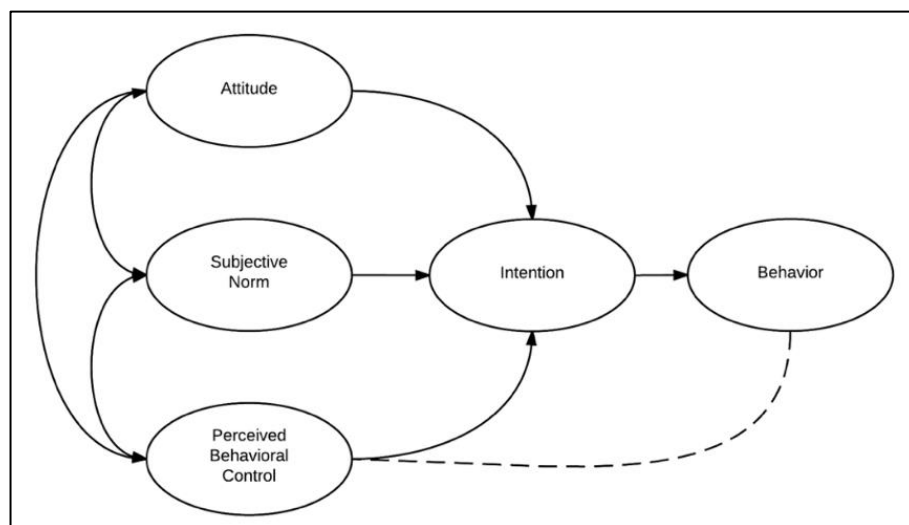 Attitude
Subjective
Norm
Intention
Behavior
Perceived
Behavioral
Control